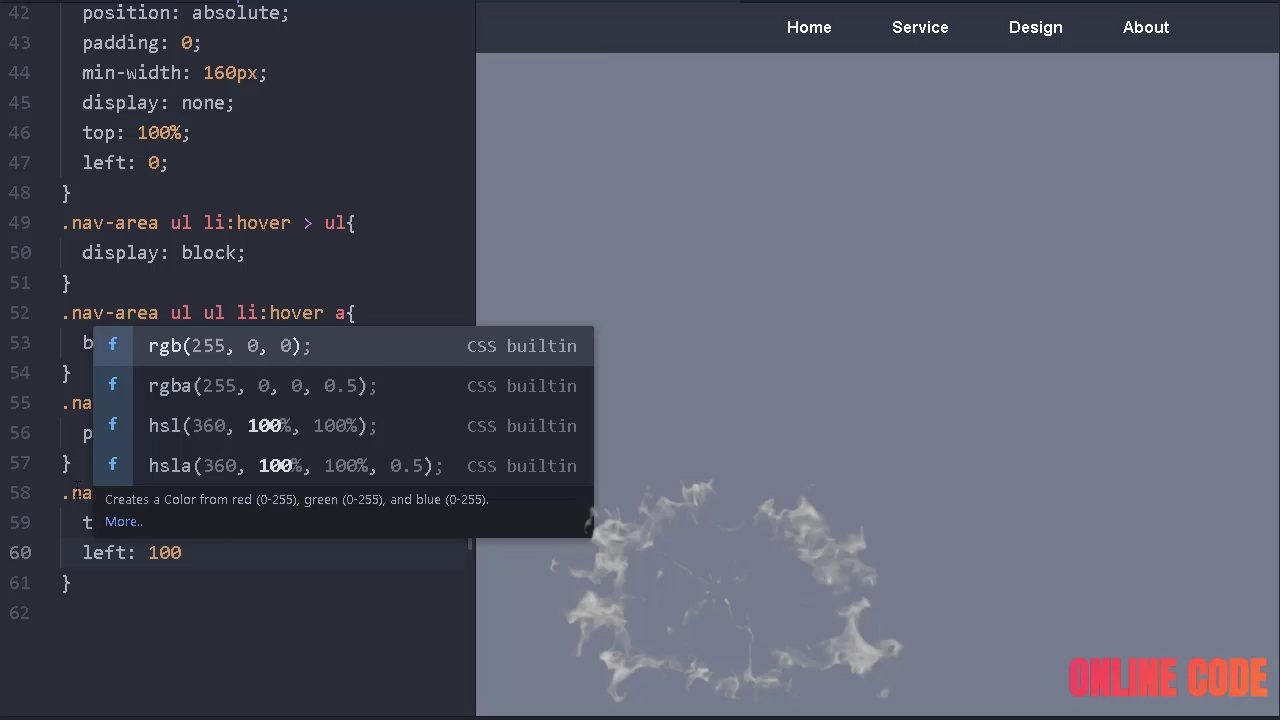 42 position: absolute;
43 padding: 0;
44 min-width: 160px;
45 display: none;
46 top: 100%;
47 left: 0;
48 }
49 .nav-area ul li:hover > ul{
50 display: block;
51 }
52 .nav-area ul ul li:hover a{
53 b
54 }
55 .na
56 p
57 }
58 .na
59 t
60 left: 100
61 }
62
f rgb(255, 0, 0); CSS builtin
f rgba(255, 0, 0, 0.5); CSS builtin
f hsl(360, 100%, 100%); CSS builtin
f hsla(360, 100%, 100%, 0.5); CSS builtin
Creates a Color from red (0-255), green (0-255), and blue (0-255).
More..
Home Service Design About
ONLINE CODE